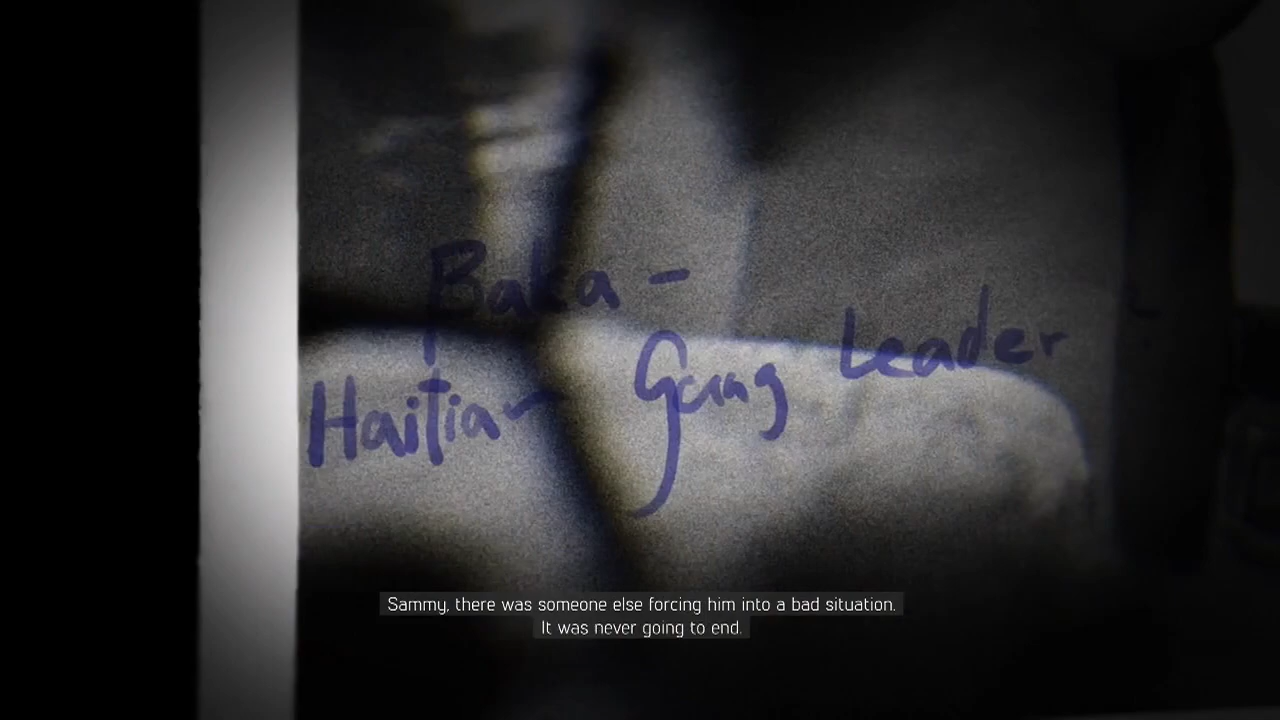 Baka -
Haitian Gang Leader
Sammy, there was someone else forcing him into a bad situation.
It was never going to end.